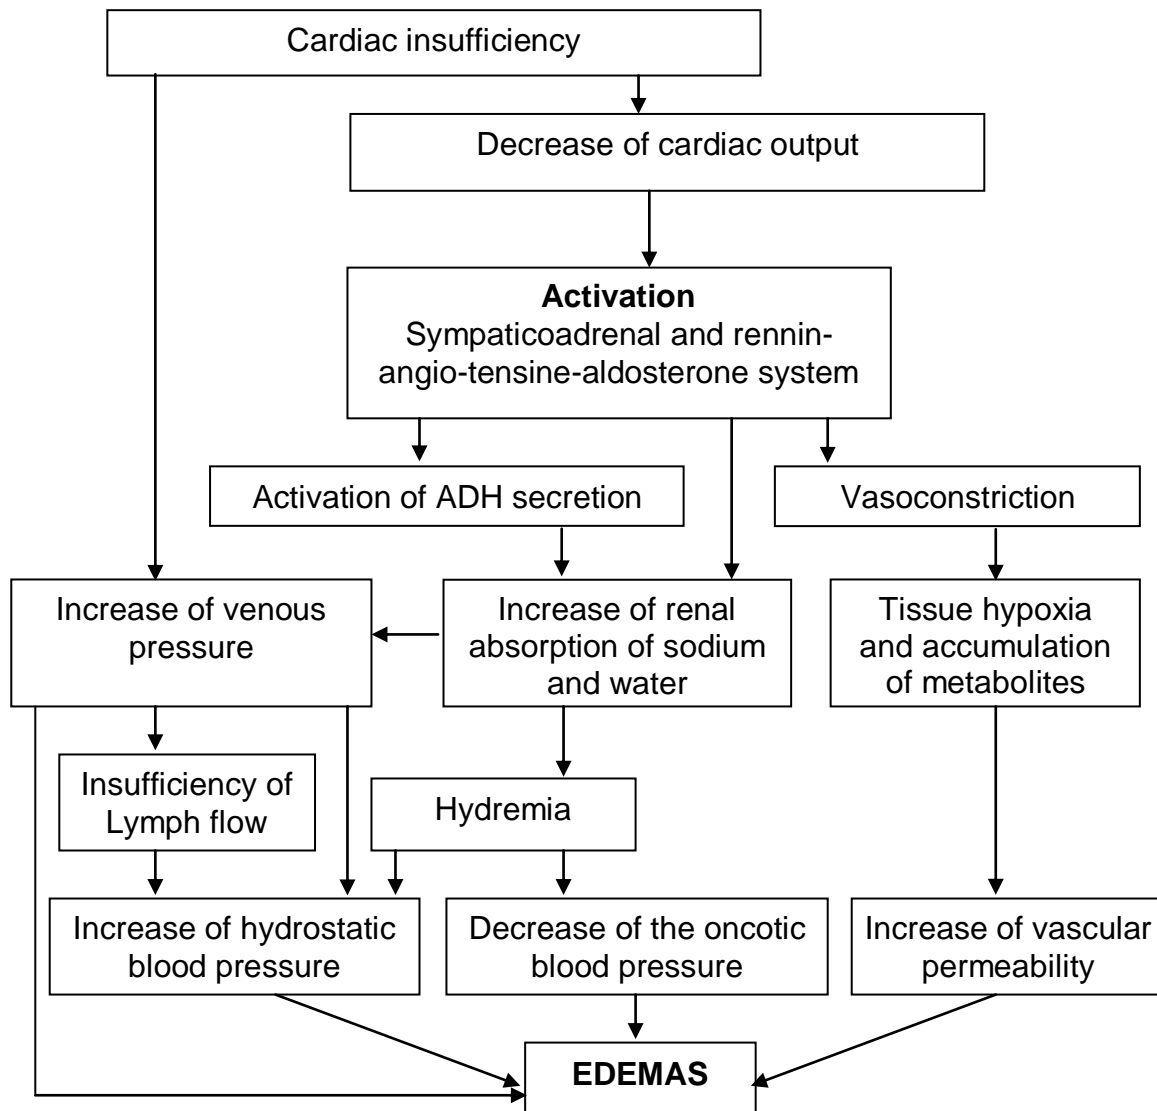 Cardiac insufficiency
Decrease of cardiac output
Activation
Sympaticoadrenal and rennin-
angio-tensine-aldosterone system
Activation of ADH secretion
Vasoconstriction
Increase of venous
pressure
Increase of renal
absorption of sodium
and water
Tissue hypoxia
and accumulation
of metabolites
Insufficiency of
Lymph flow
Hydremia
Increase of hydrostatic
blood pressure
Decrease of the oncotic
blood pressure
Increase of vascular
permeability
EDEMAS